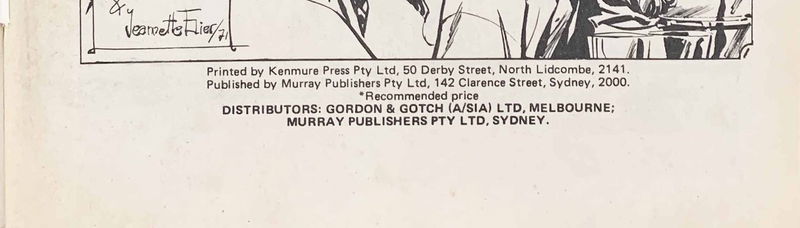 & y
Jeanette Elier/71
Printed by Kenmure Press Pty Ltd, 50 Derby Street, North Lidcombe, 2141.
Published by Murray Publishers Pty Ltd, 142 Clarence Street, Sydney, 2000.
*Recommended price
DISTRIBUTORS: GORDON & GOTCH (A/SIA) LTD, MELBOURNE;
MURRAY PUBLISHERS PTY LTD, SYDNEY.